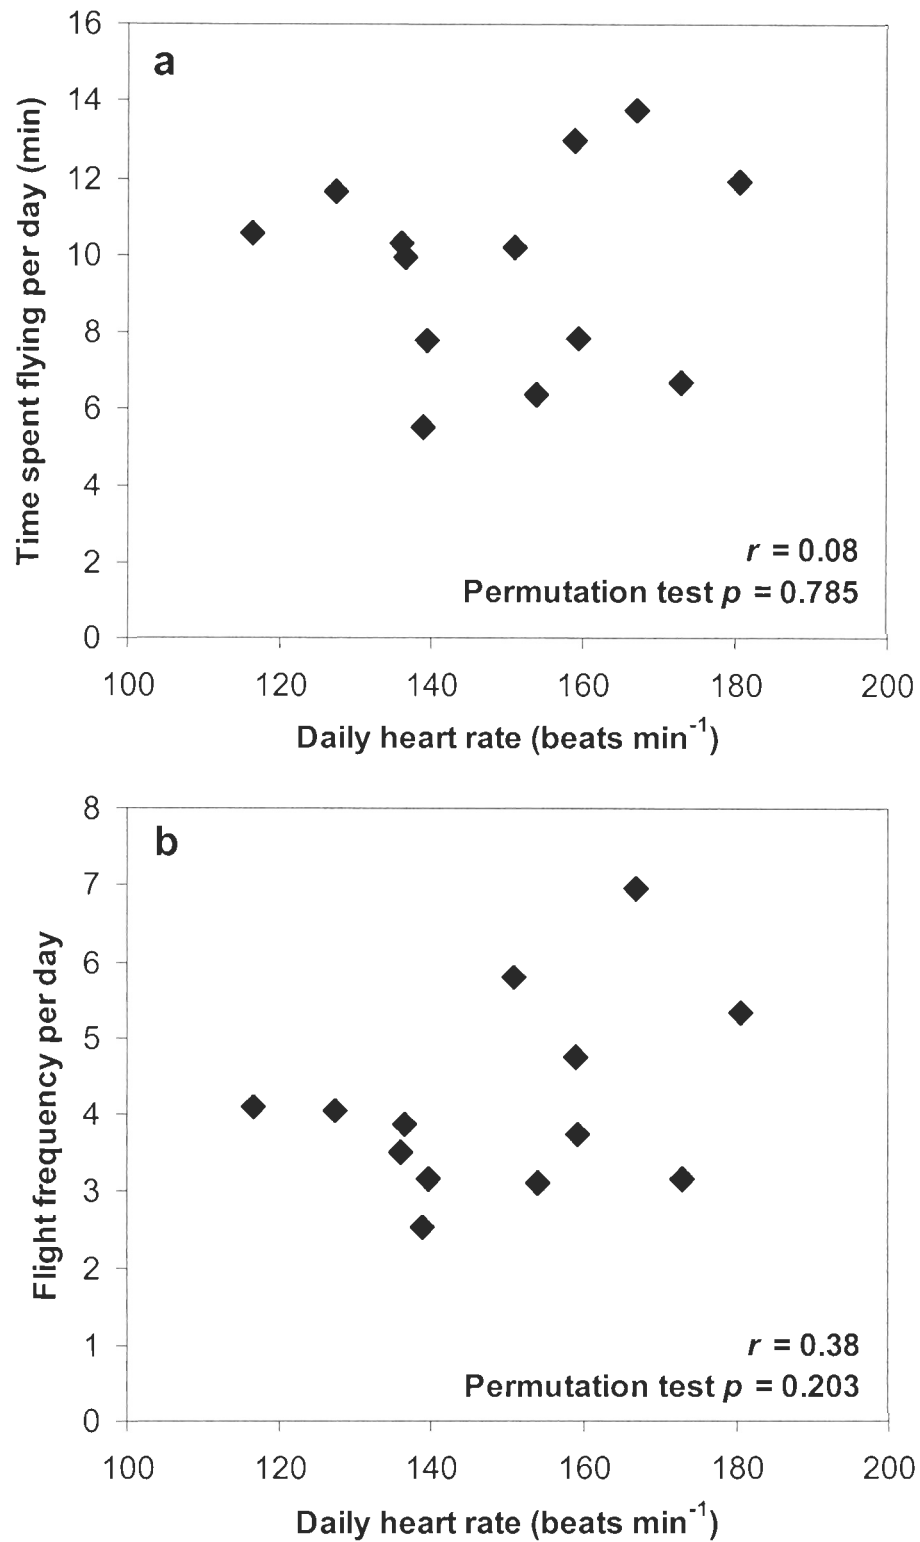 a
Time spent flying per day (min)
16
14
12
10
8
6
4
2
0
r = 0.08
Permutation test p = 0.785
100 120 140 160 180 200
Daily heart rate (beats min⁻¹)
b
Flight frequency per day
8
7
6
5
4
3
2
1
0
r = 0.38
Permutation test p = 0.203
100 120 140 160 180 200
Daily heart rate (beats min⁻¹)